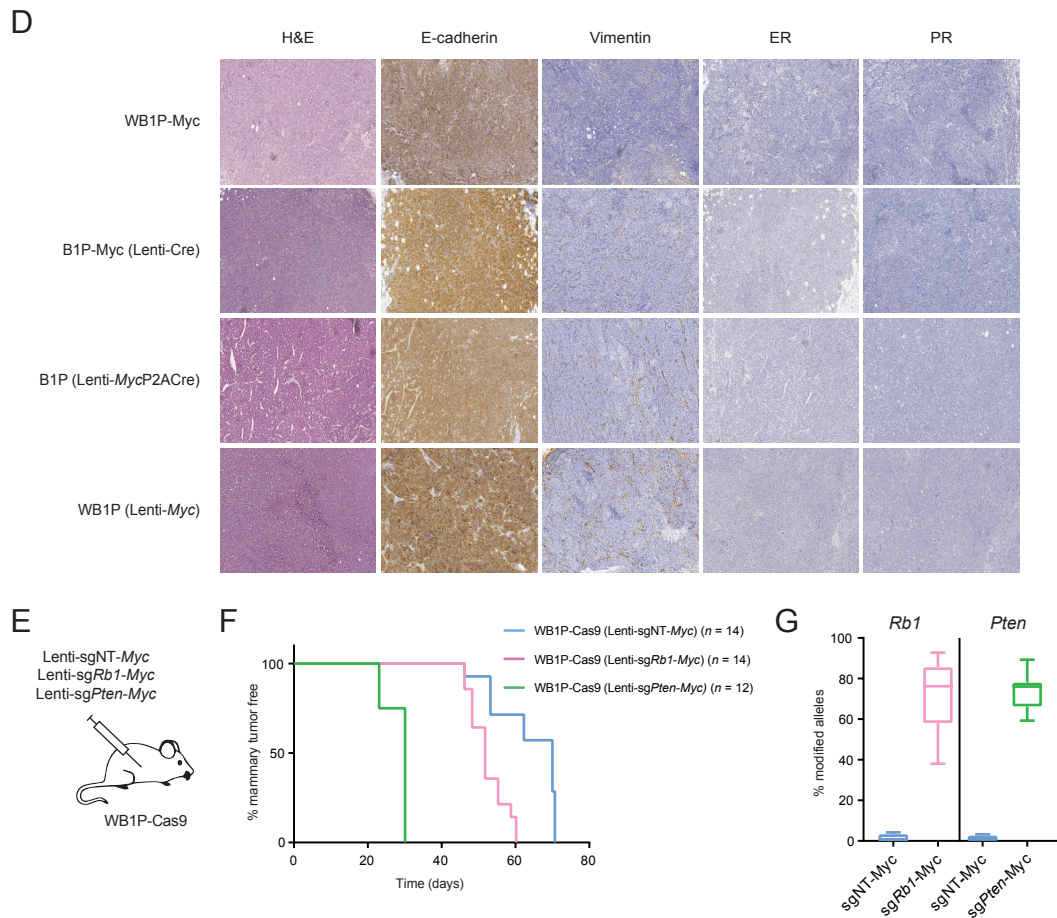 D
H&E E-cadherin Vimentin ER PR
WB1P-Myc
B1P-Myc (Lenti-Cre)
B1P (Lenti-MycP2ACre)
WB1P (Lenti-Myc)
E
Lenti-sgNT-Myc
Lenti-sgRb1-Myc
Lenti-sgPten-Myc
WB1P-Cas9
F
WB1P-Cas9 (Lenti-sgNT-Myc) (n = 14)
WB1P-Cas9 (Lenti-sgRb1-Myc) (n = 14)
WB1P-Cas9 (Lenti-sgPten-Myc) (n = 12)
% mammary tumor free
100
50
0
0 20 40 60 80
Time (days)
G
Rb1 Pten
% modified alleles
100
80
60
40
20
0
sgNT-Myc
sgRb1-Myc
sgNT-Myc
sgPten-Myc